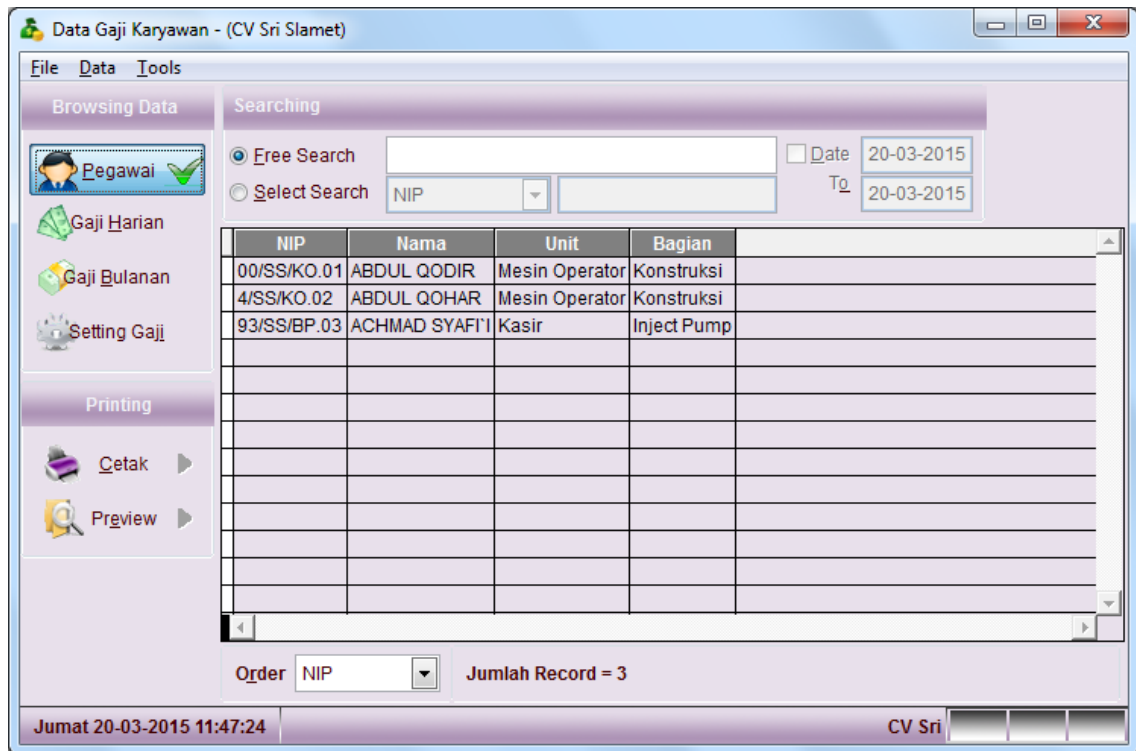 Data Gaji Karyawan - (CV Sri Slamet)
File Data Tools
Browsing Data
Pegawai
Gaji Harian
Gaji Bulanan
Setting Gaji
Printing
Cetak
Preview
Searching
Free Search
Date 20-03-2015
Select Search NIP
To 20-03-2015
NIP Nama Unit Bagian
00/SS/KO.01 ABDUL QODIR Mesin Operator Konstruksi
4/SS/KO.02 ABDUL QOHAR Mesin Operator Konstruksi
93/SS/BP.03 ACHMAD SYAFI`I Kasir Inject Pump
Order NIP Jumlah Record = 3
Jumat 20-03-2015 11:47:24 CV Sri